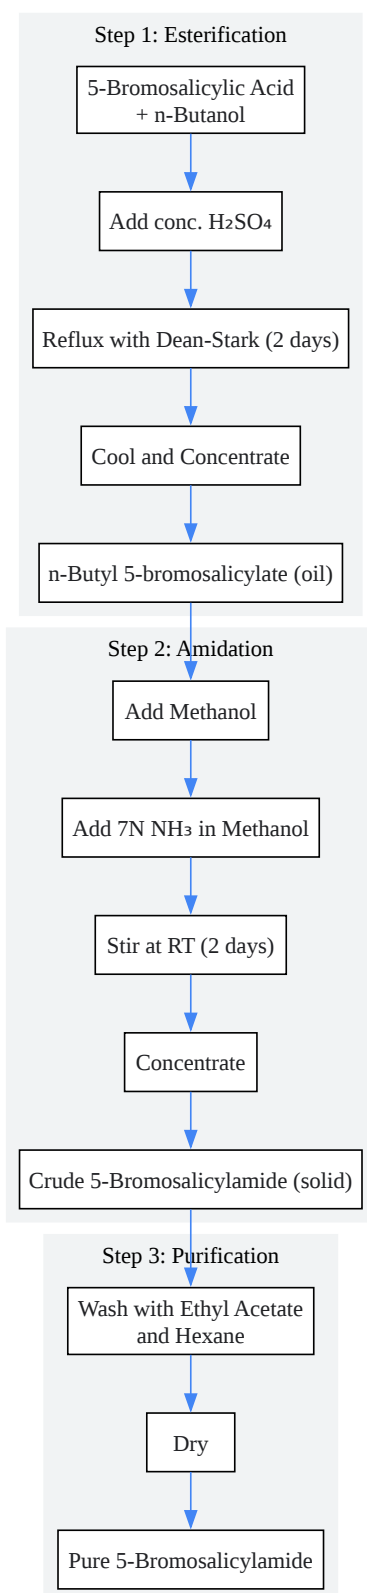 Step 1: Esterification
5-Bromosalicylic Acid
+ n-Butanol
Add conc. H₂SO₄
Reflux with Dean-Stark (2 days)
Cool and Concentrate
n-Butyl 5-bromosalicylate (oil)
Step 2: Amidation
Add Methanol
Add 7N NH₃ in Methanol
Stir at RT (2 days)
Concentrate
Crude 5-Bromosalicylamide (solid)
Step 3: Purification
Wash with Ethyl Acetate
and Hexane
Dry
Pure 5-Bromosalicylamide